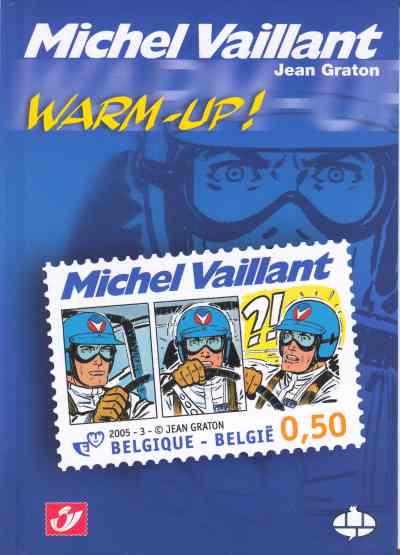 Michel Vaillant
Jean Graton
WARM-UP!
Michel Vaillant
?!
2005 - 3 - © JEAN GRATON
BELGIQUE - BELGIË 0,50